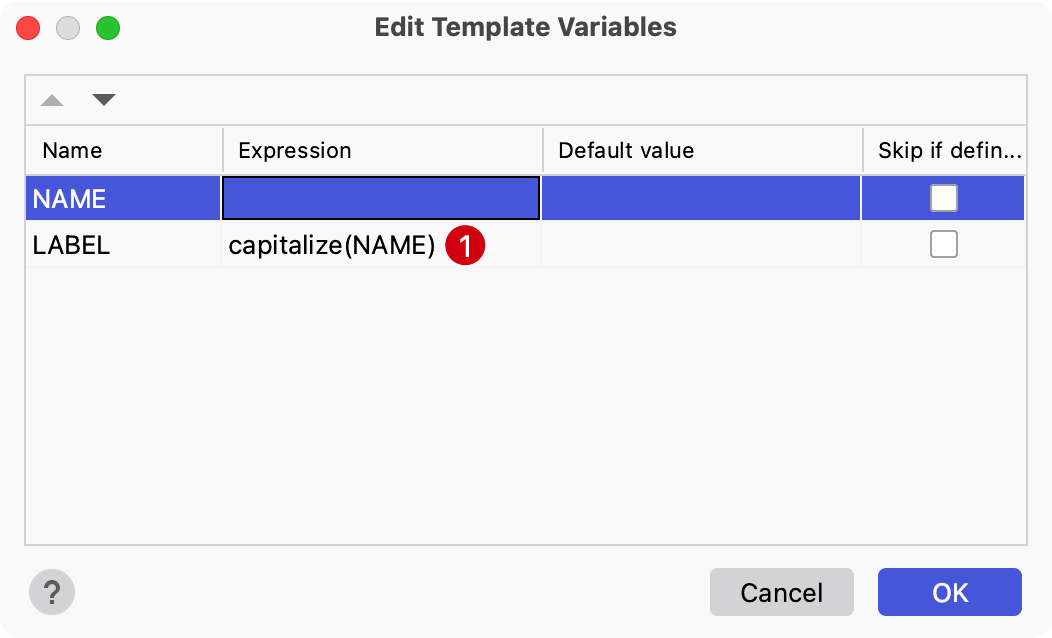 Edit Template Variables
Name Expression Default value Skip if defin...
NAME
LABEL capitalize(NAME) 1
? Cancel OK